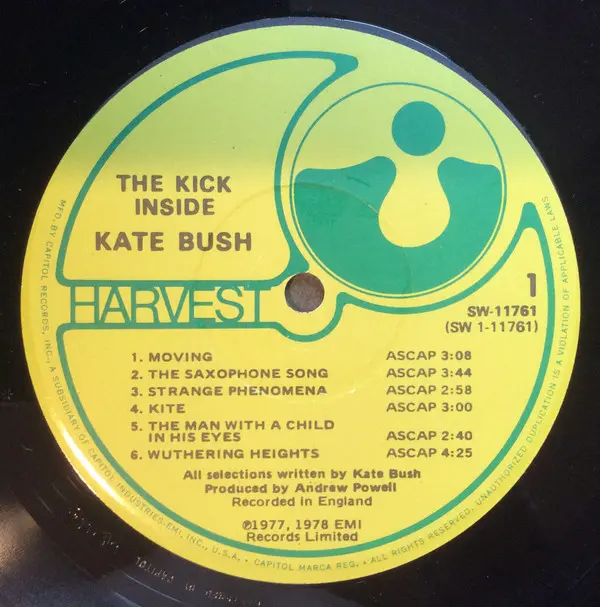 THE KICK
INSIDE
KATE BUSH
HARVEST
1
SW-11761
(SW 1-11761)
1. MOVING ASCAP 3:08
2. THE SAXOPHONE SONG ASCAP 3:44
3. STRANGE PHENOMENA ASCAP 2:58
4. KITE ASCAP 3:00
5. THE MAN WITH A CHILD
IN HIS EYES ASCAP 2:40
6. WUTHERING HEIGHTS ASCAP 4:25
All selections written by Kate Bush
Produced by Andrew Powell
Recorded in England
℗1977, 1978 EMI
Records Limited
MFD. BY CAPITOL RECORDS, INC., A SUBSIDIARY OF CAPITOL INDUSTRIES-EMI, INC., U.S.A. • CAPITOL MARCA REG. • ALL RIGHTS RESERVED. UNAUTHORIZED DUPLICATION IS A VIOLATION OF APPLICABLE LAWS